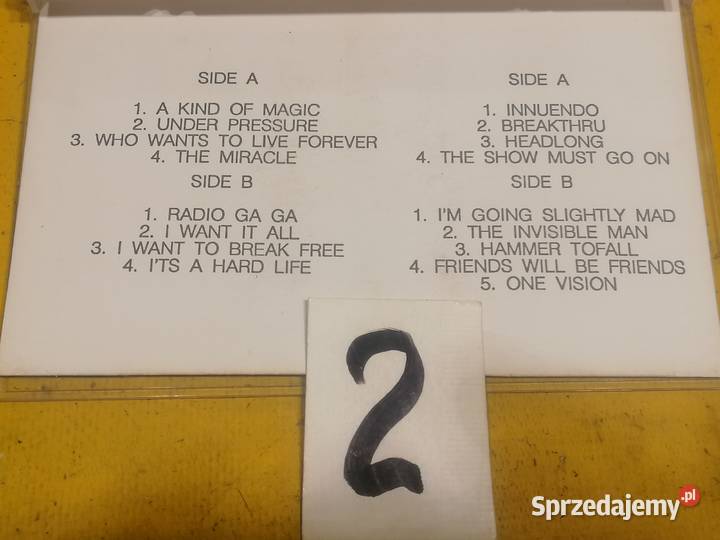 SIDE A
1. A KIND OF MAGIC
2. UNDER PRESSURE
3. WHO WANTS TO LIVE FOREVER
4. THE MIRACLE
SIDE B
1. RADIO GA GA
2. I WANT IT ALL
3. I WANT TO BREAK FREE
4. I'TS A HARD LIFE
SIDE A
1. INNUENDO
2. BREAKTHRU
3. HEADLONG
4. THE SHOW MUST GO ON
SIDE B
1. I'M GOING SLIGHTLY MAD
2. THE INVISIBLE MAN
3. HAMMER TOFALL
4. FRIENDS WILL BE FRIENDS
5. ONE VISION
2
Sprzedajemy.pl